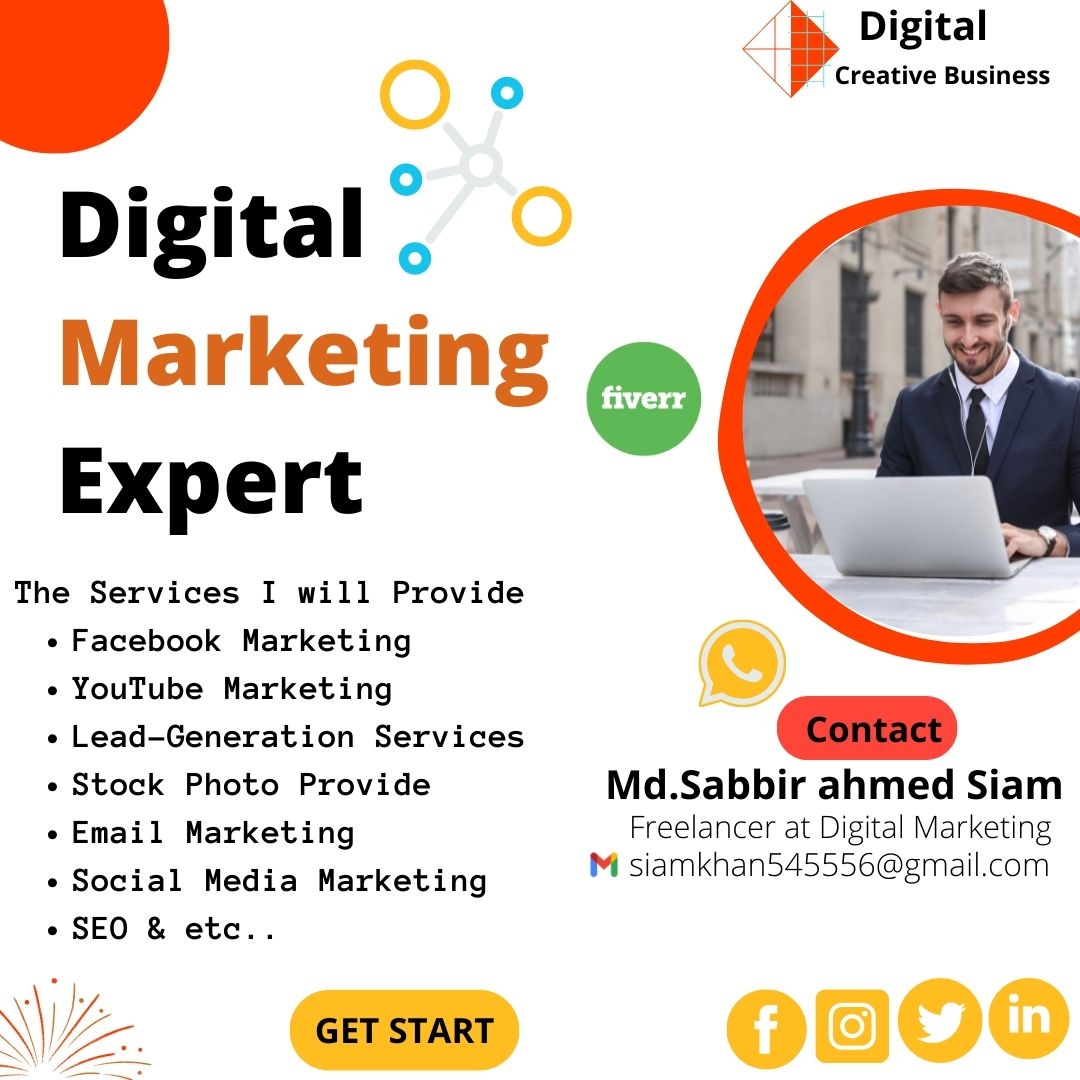 Digital
Creative Business
Digital
Marketing
Expert
fiverr
The Services I will Provide
• Facebook Marketing
• YouTube Marketing
• Lead-Generation Services
• Stock Photo Provide
• Email Marketing
• Social Media Marketing
• SEO & etc..
Contact
Md.Sabbir ahmed Siam
Freelancer at Digital Marketing
siamkhan545556@gmail.com
GET START